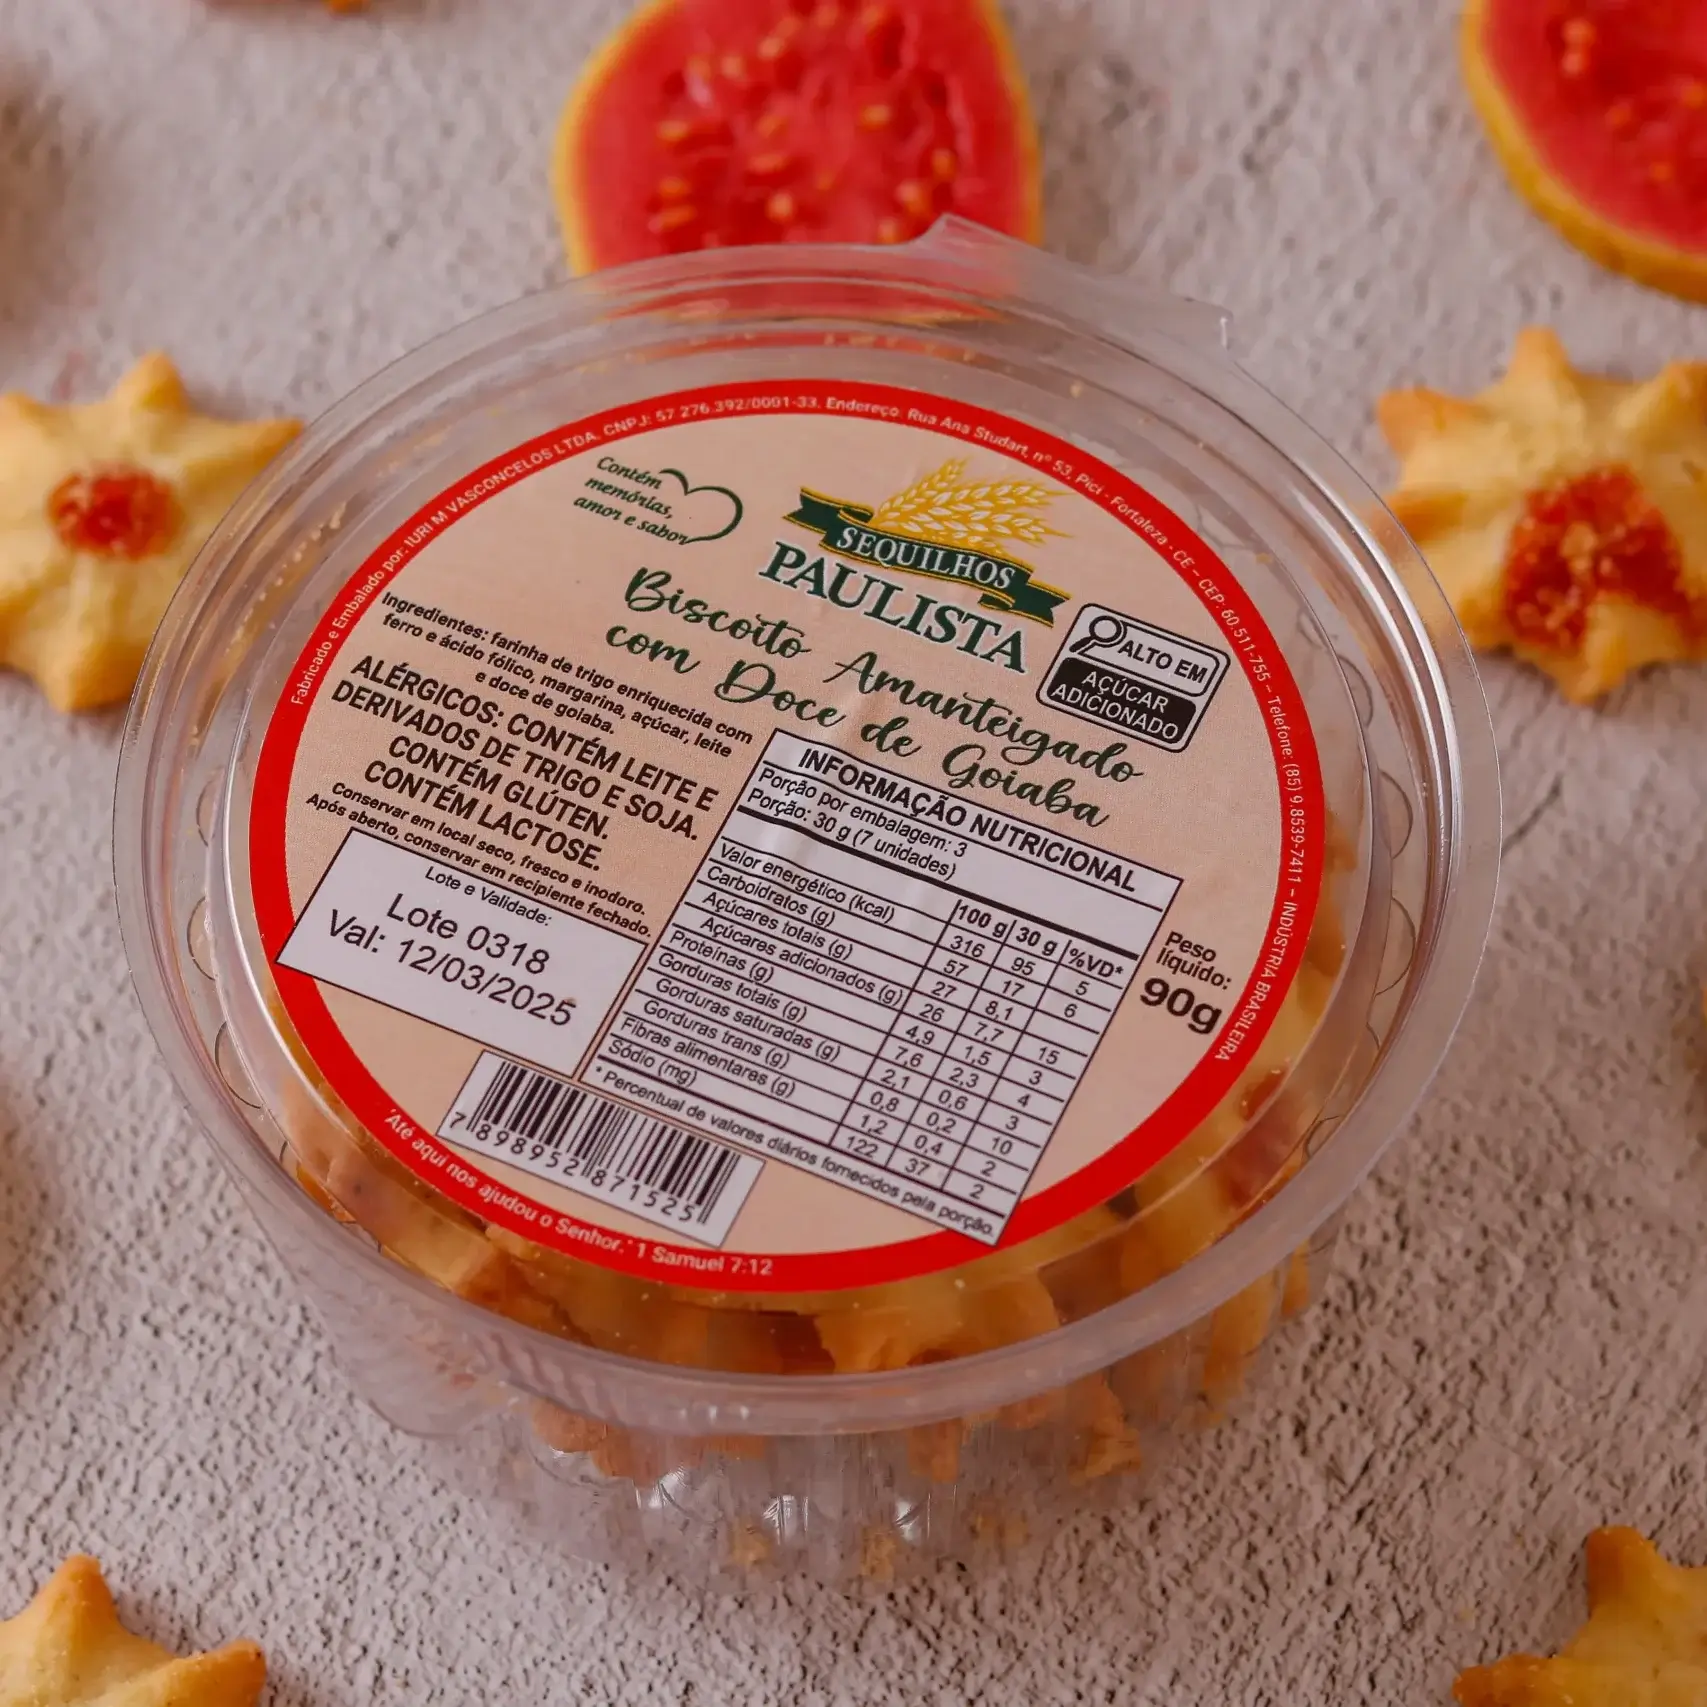 Fabricado e Embalado por: IURI M VASCONCELOS LTDA, CNPJ: 57 276.392/0001-33. Endereço: Rua Ana Studart, nº 53, Pici - Fortaleza - CE - CEP: 60.511-755 - Telefone: (85) 9.8539-7411 - INDÚSTRIA BRASILEIRA
Contém
memórias,
amor e sabor
SEQUILHOS
PAULISTA
Biscoito Amanteigado
com Doce de Goiaba
ALTO EM
AÇÚCAR
ADICIONADO
Ingredientes: farinha de trigo enriquecida com
ferro e ácido fólico, margarina, açúcar, leite
e doce de goiaba.
ALÉRGICOS: CONTÉM LEITE E
DERIVADOS DE TRIGO E SOJA.
CONTÉM GLÚTEN.
CONTÉM LACTOSE.
Conservar em local seco, fresco e inodoro.
Após aberto, conservar em recipiente fechado.
Lote e Validade:
Lote 0318
Val: 12/03/2025
INFORMAÇÃO NUTRICIONAL
Porção por embalagem: 3
Porção: 30 g (7 unidades)
100 g 30 g %VD*
Valor energético (kcal) 316 95 5
Carboidratos (g) 57 17 6
Açúcares totais (g) 27 8,1
Açúcares adicionados (g) 26 7,7 15
Proteínas (g) 4,9 1,5 3
Gorduras totais (g) 7,6 2,3 4
Gorduras saturadas (g) 2,1 0,6 3
Gorduras trans (g) 0,8 0,2 10
Fibras alimentares (g) 1,2 0,4 2
Sódio (mg) 122 37 2
* Percentual de valores diários fornecidos pela porção.
Peso
líquido:
90g
7898952871525
"Até aqui nos ajudou o Senhor." 1 Samuel 7:12